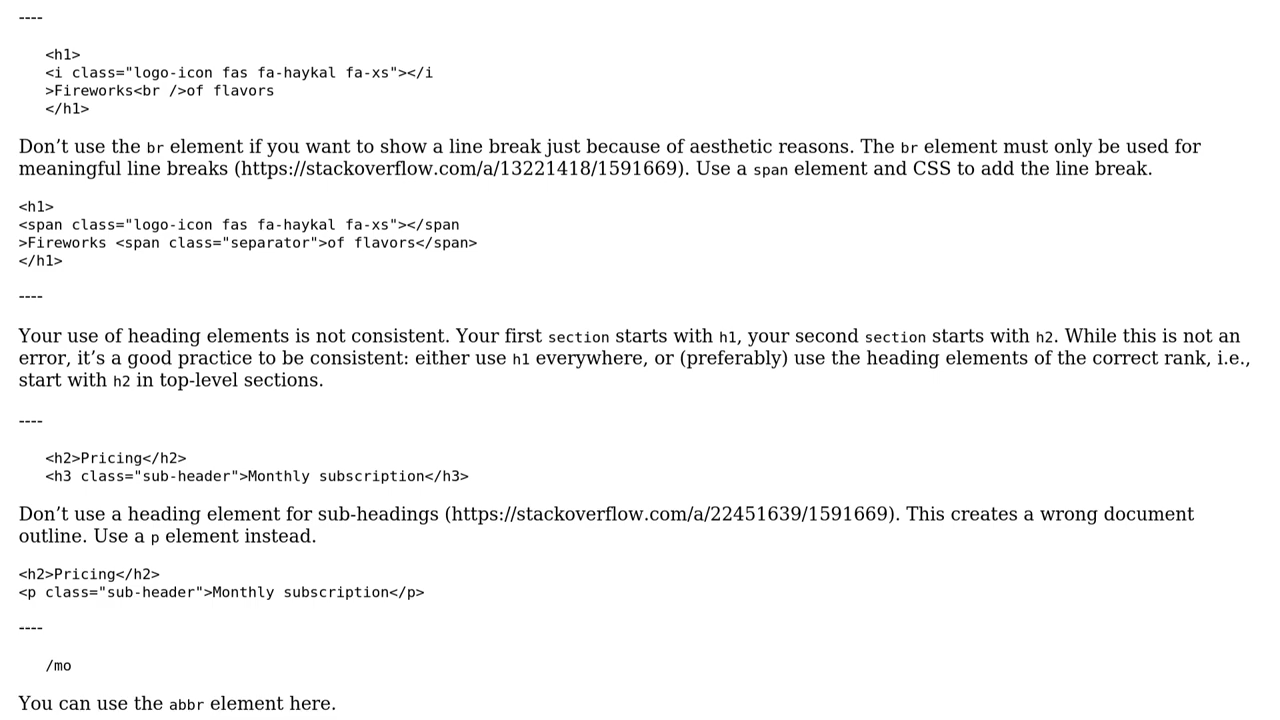 ----
<h1>
<i class="logo-icon fas fa-haykal fa-xs"></i
>Fireworks<br />of flavors
</h1>
Don’t use the br element if you want to show a line break just because of aesthetic reasons. The br element must only be used for
meaningful line breaks (https://stackoverflow.com/a/13221418/1591669). Use a span element and CSS to add the line break.
<h1>
<span class="logo-icon fas fa-haykal fa-xs"></span
>Fireworks <span class="separator">of flavors</span>
</h1>
----
Your use of heading elements is not consistent. Your first section starts with h1, your second section starts with h2. While this is not an
error, it’s a good practice to be consistent: either use h1 everywhere, or (preferably) use the heading elements of the correct rank, i.e.,
start with h2 in top-level sections.
----
<h2>Pricing</h2>
<h3 class="sub-header">Monthly subscription</h3>
Don’t use a heading element for sub-headings (https://stackoverflow.com/a/22451639/1591669). This creates a wrong document
outline. Use a p element instead.
<h2>Pricing</h2>
<p class="sub-header">Monthly subscription</p>
----
/mo
You can use the abbr element here.